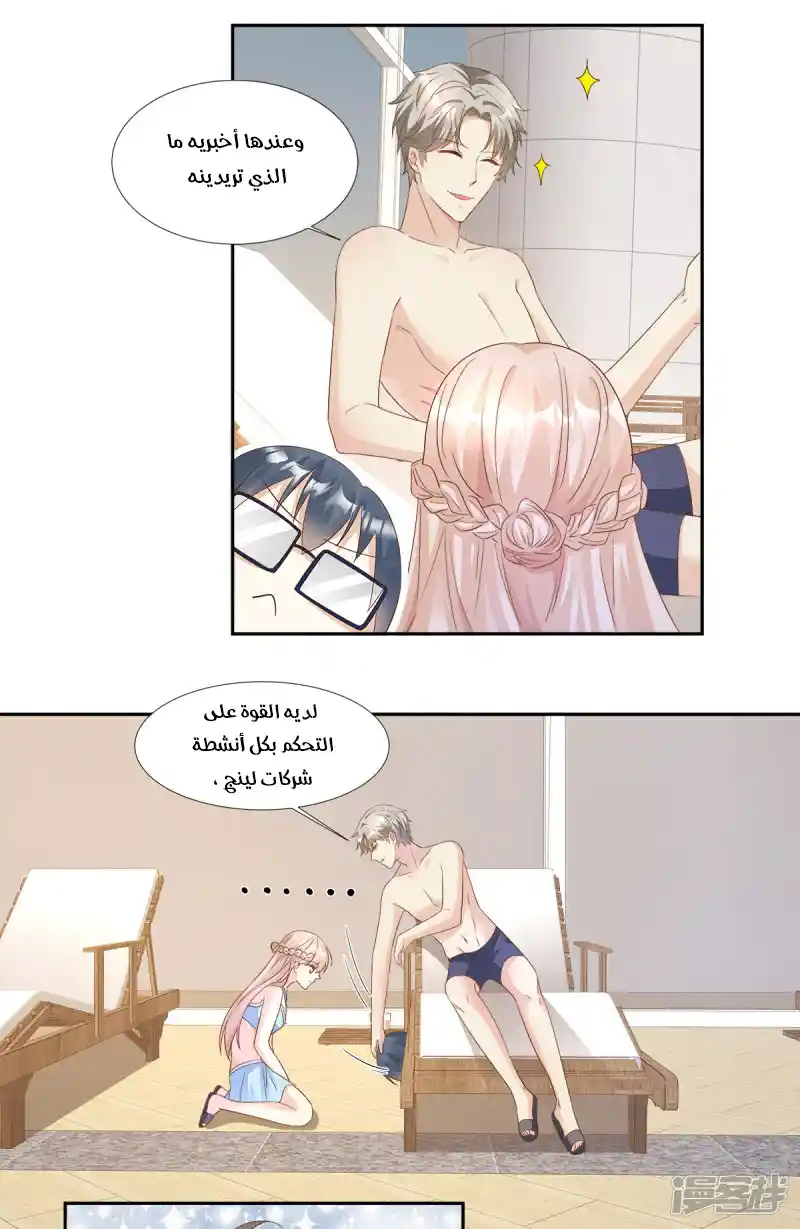 وعندها أخبريه ما
الذي تريدينه
لديه القوة على
التحكم بكل أنشطة
شركات لينج ،
......
漫客栈